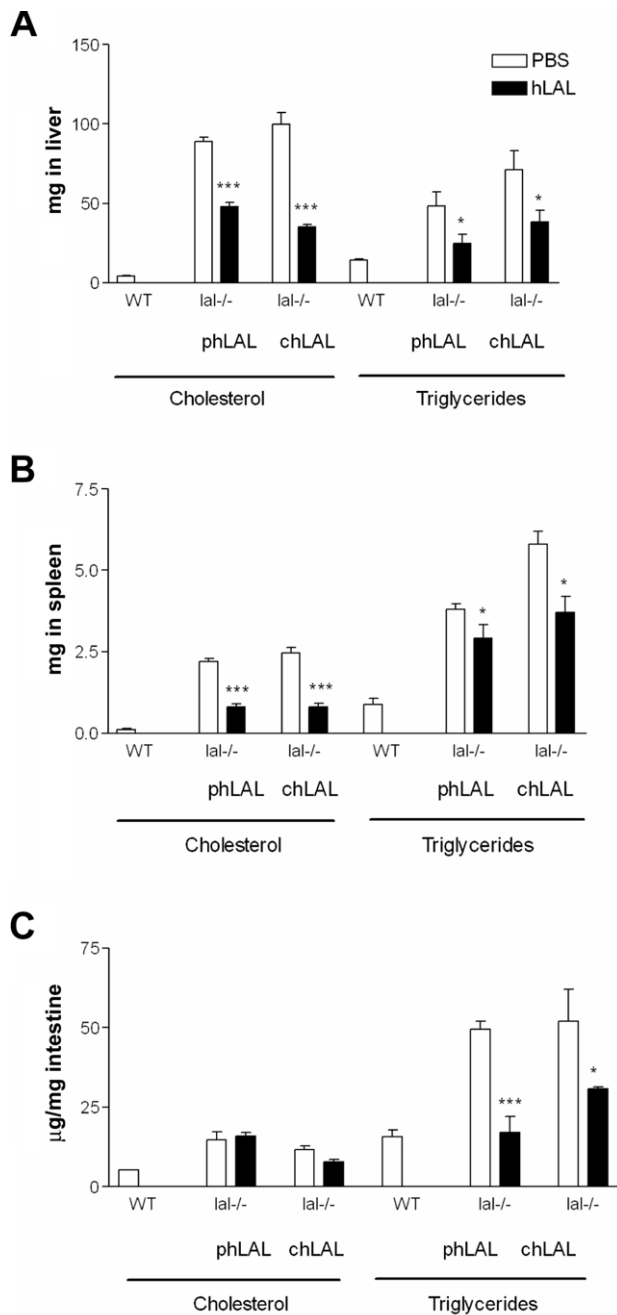 A
150
PBS
hLAL
100
mg in liver
***
***
50
*
*
0
WT lal-/- lal-/- WT lal-/- lal-/-
phLAL chLAL phLAL chLAL
Cholesterol Triglycerides
B
7.5
mg in spleen
5.0
*
*
2.5
***
***
0.0
WT lal-/- lal-/- WT lal-/- lal-/-
phLAL chLAL phLAL chLAL
Cholesterol Triglycerides
C
75
µg/mg intestine
50
***
*
25
0
WT lal-/- lal-/- WT lal-/- lal-/-
phLAL chLAL phLAL chLAL
Cholesterol Triglycerides